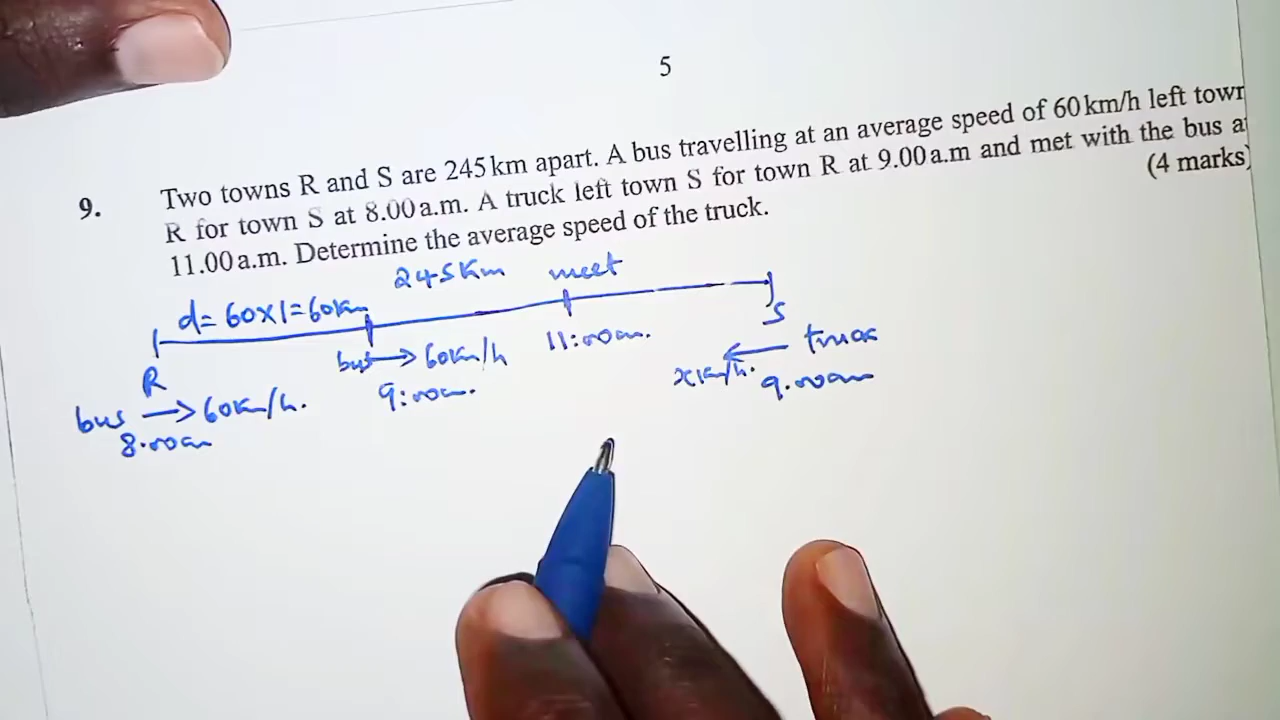 5
9. Two towns R and S are 245 km apart. A bus travelling at an average speed of 60 km/h left town
R for town S at 8.00 a.m. A truck left town S for town R at 9.00 a.m and met with the bus a
11.00 a.m. Determine the average speed of the truck. (4 marks)
245Km meet
d= 60x1=60Km
R S
bus → 60Km/h 11:00am. ← truck
9:00am. xKm/h. 9.00am
bus → 60Km/h.
8.00am